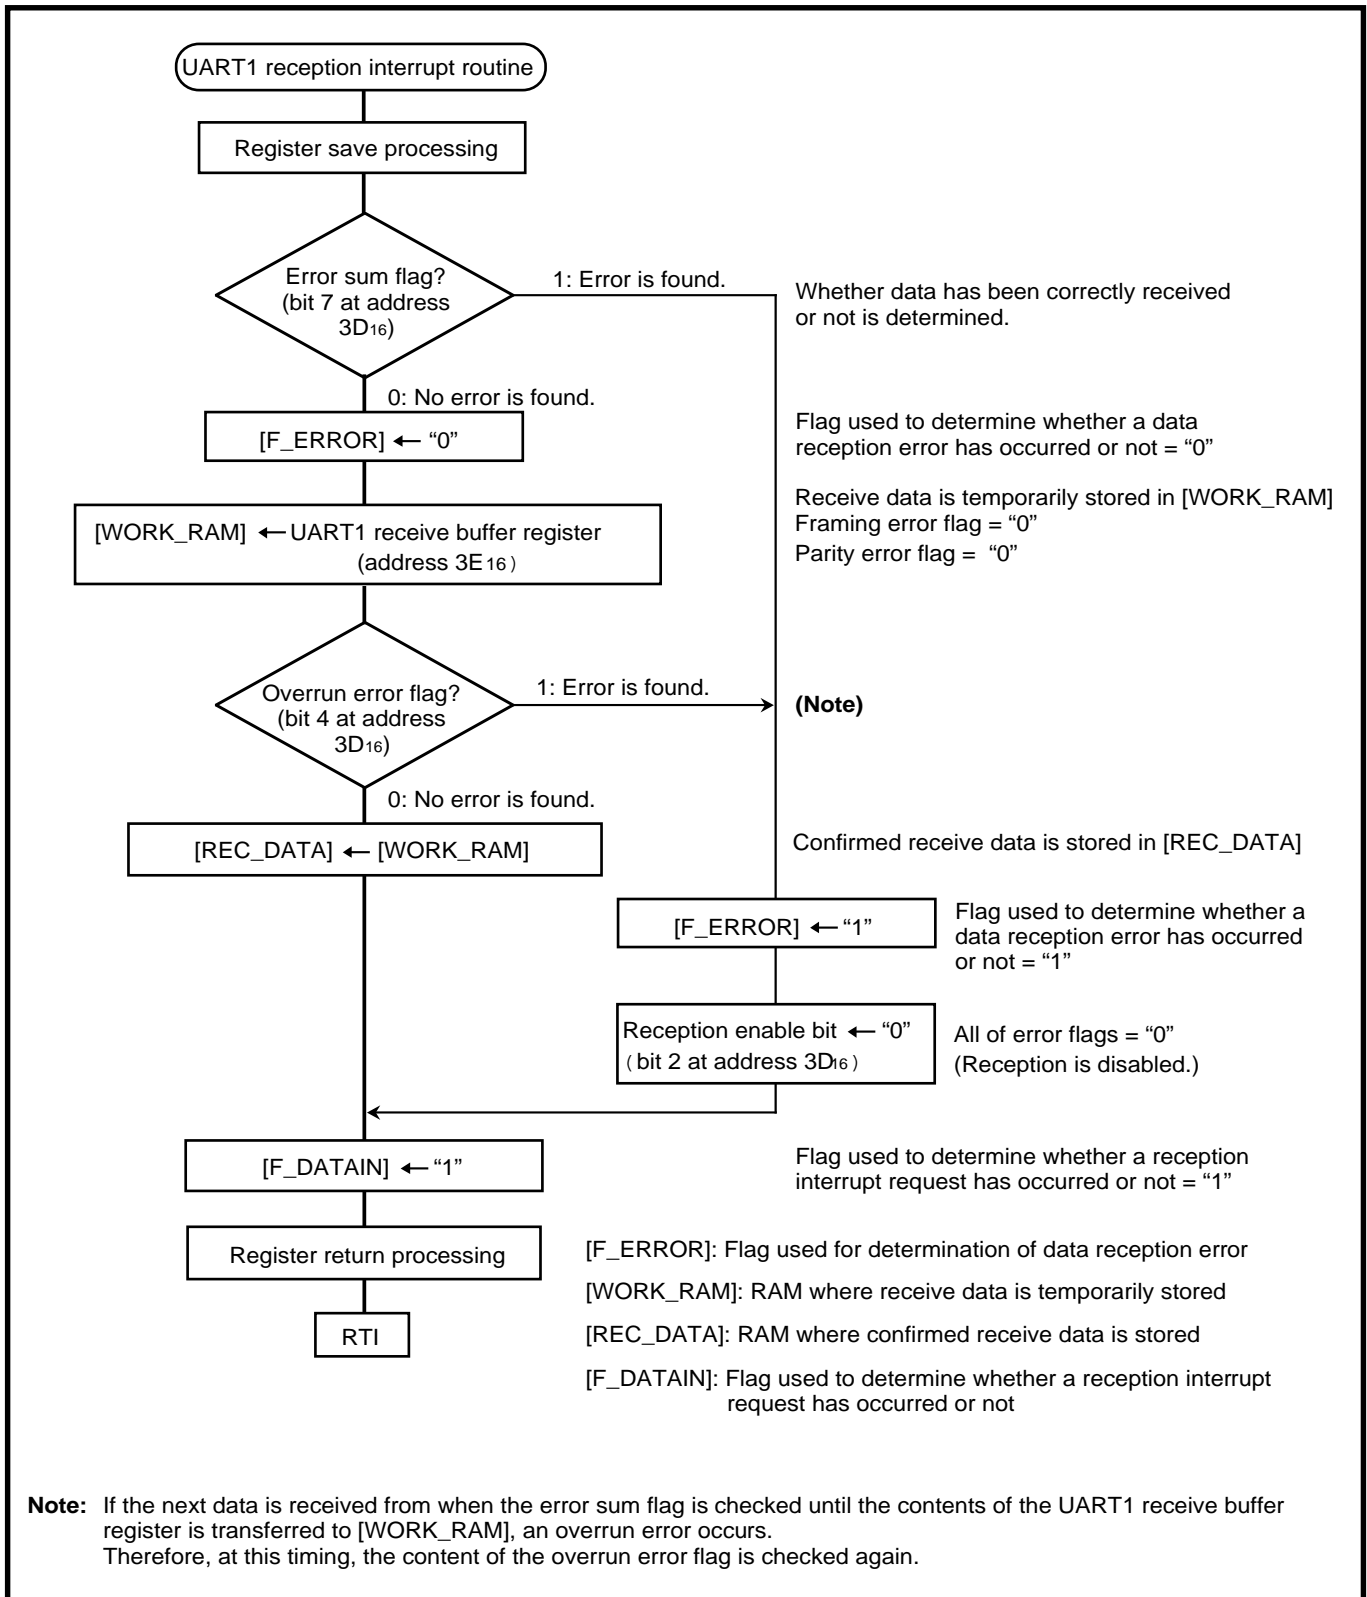 UART1 reception interrupt routine
Register save processing
Error sum flag?
(bit 7 at address
3D16)
1: Error is found.
Whether data has been correctly received
or not is determined.
0: No error is found.
[F_ERROR] ← “0”
Flag used to determine whether a data
reception error has occurred or not = “0”
[WORK_RAM] ← UART1 receive buffer register
(address 3E16)
Receive data is temporarily stored in [WORK_RAM]
Framing error flag = “0”
Parity error flag = “0”
Overrun error flag?
(bit 4 at address
3D16)
1: Error is found.
(Note)
0: No error is found.
[REC_DATA] ← [WORK_RAM]
Confirmed receive data is stored in [REC_DATA]
[F_ERROR] ← “1”
Flag used to determine whether a
data reception error has occurred
or not = “1”
Reception enable bit ← “0”
(bit 2 at address 3D16)
All of error flags = “0”
(Reception is disabled.)
[F_DATAIN] ← “1”
Flag used to determine whether a reception
interrupt request has occurred or not = “1”
Register return processing
RTI
[F_ERROR]: Flag used for determination of data reception error
[WORK_RAM]: RAM where receive data is temporarily stored
[REC_DATA]: RAM where confirmed receive data is stored
[F_DATAIN]: Flag used to determine whether a reception interrupt
request has occurred or not
Note: If the next data is received from when the error sum flag is checked until the contents of the UART1 receive buffer
register is transferred to [WORK_RAM], an overrun error occurs.
Therefore, at this timing, the content of the overrun error flag is checked again.